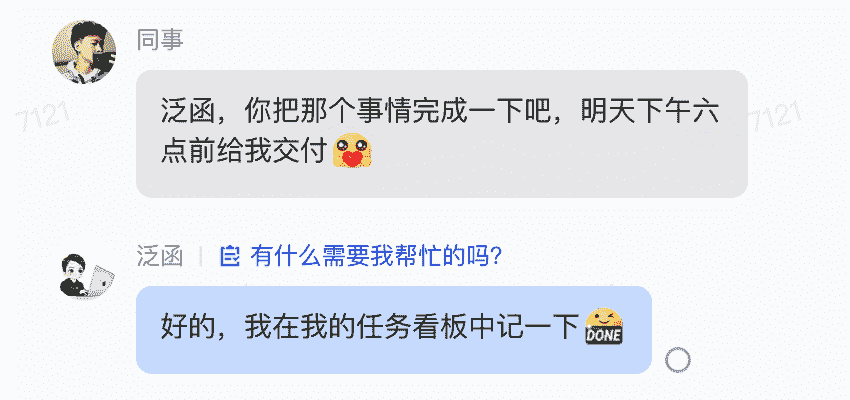 同事
泛函，你把那个事情完成一下吧，明天下午六
点前给我交付
7121
7121
泛函 | 有什么需要我帮忙的吗?
好的，我在我的任务看板中记一下
DONE